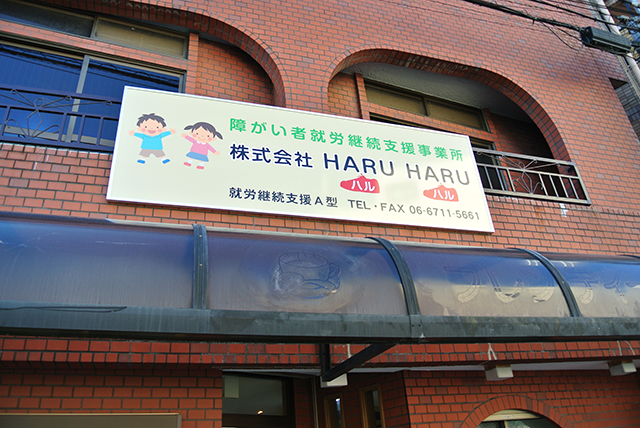 障がい者就労継続支援事業所
株式会社 HARU HARU
ハル ハル
就労継続支援A型 TEL・FAX 06-6711-5661